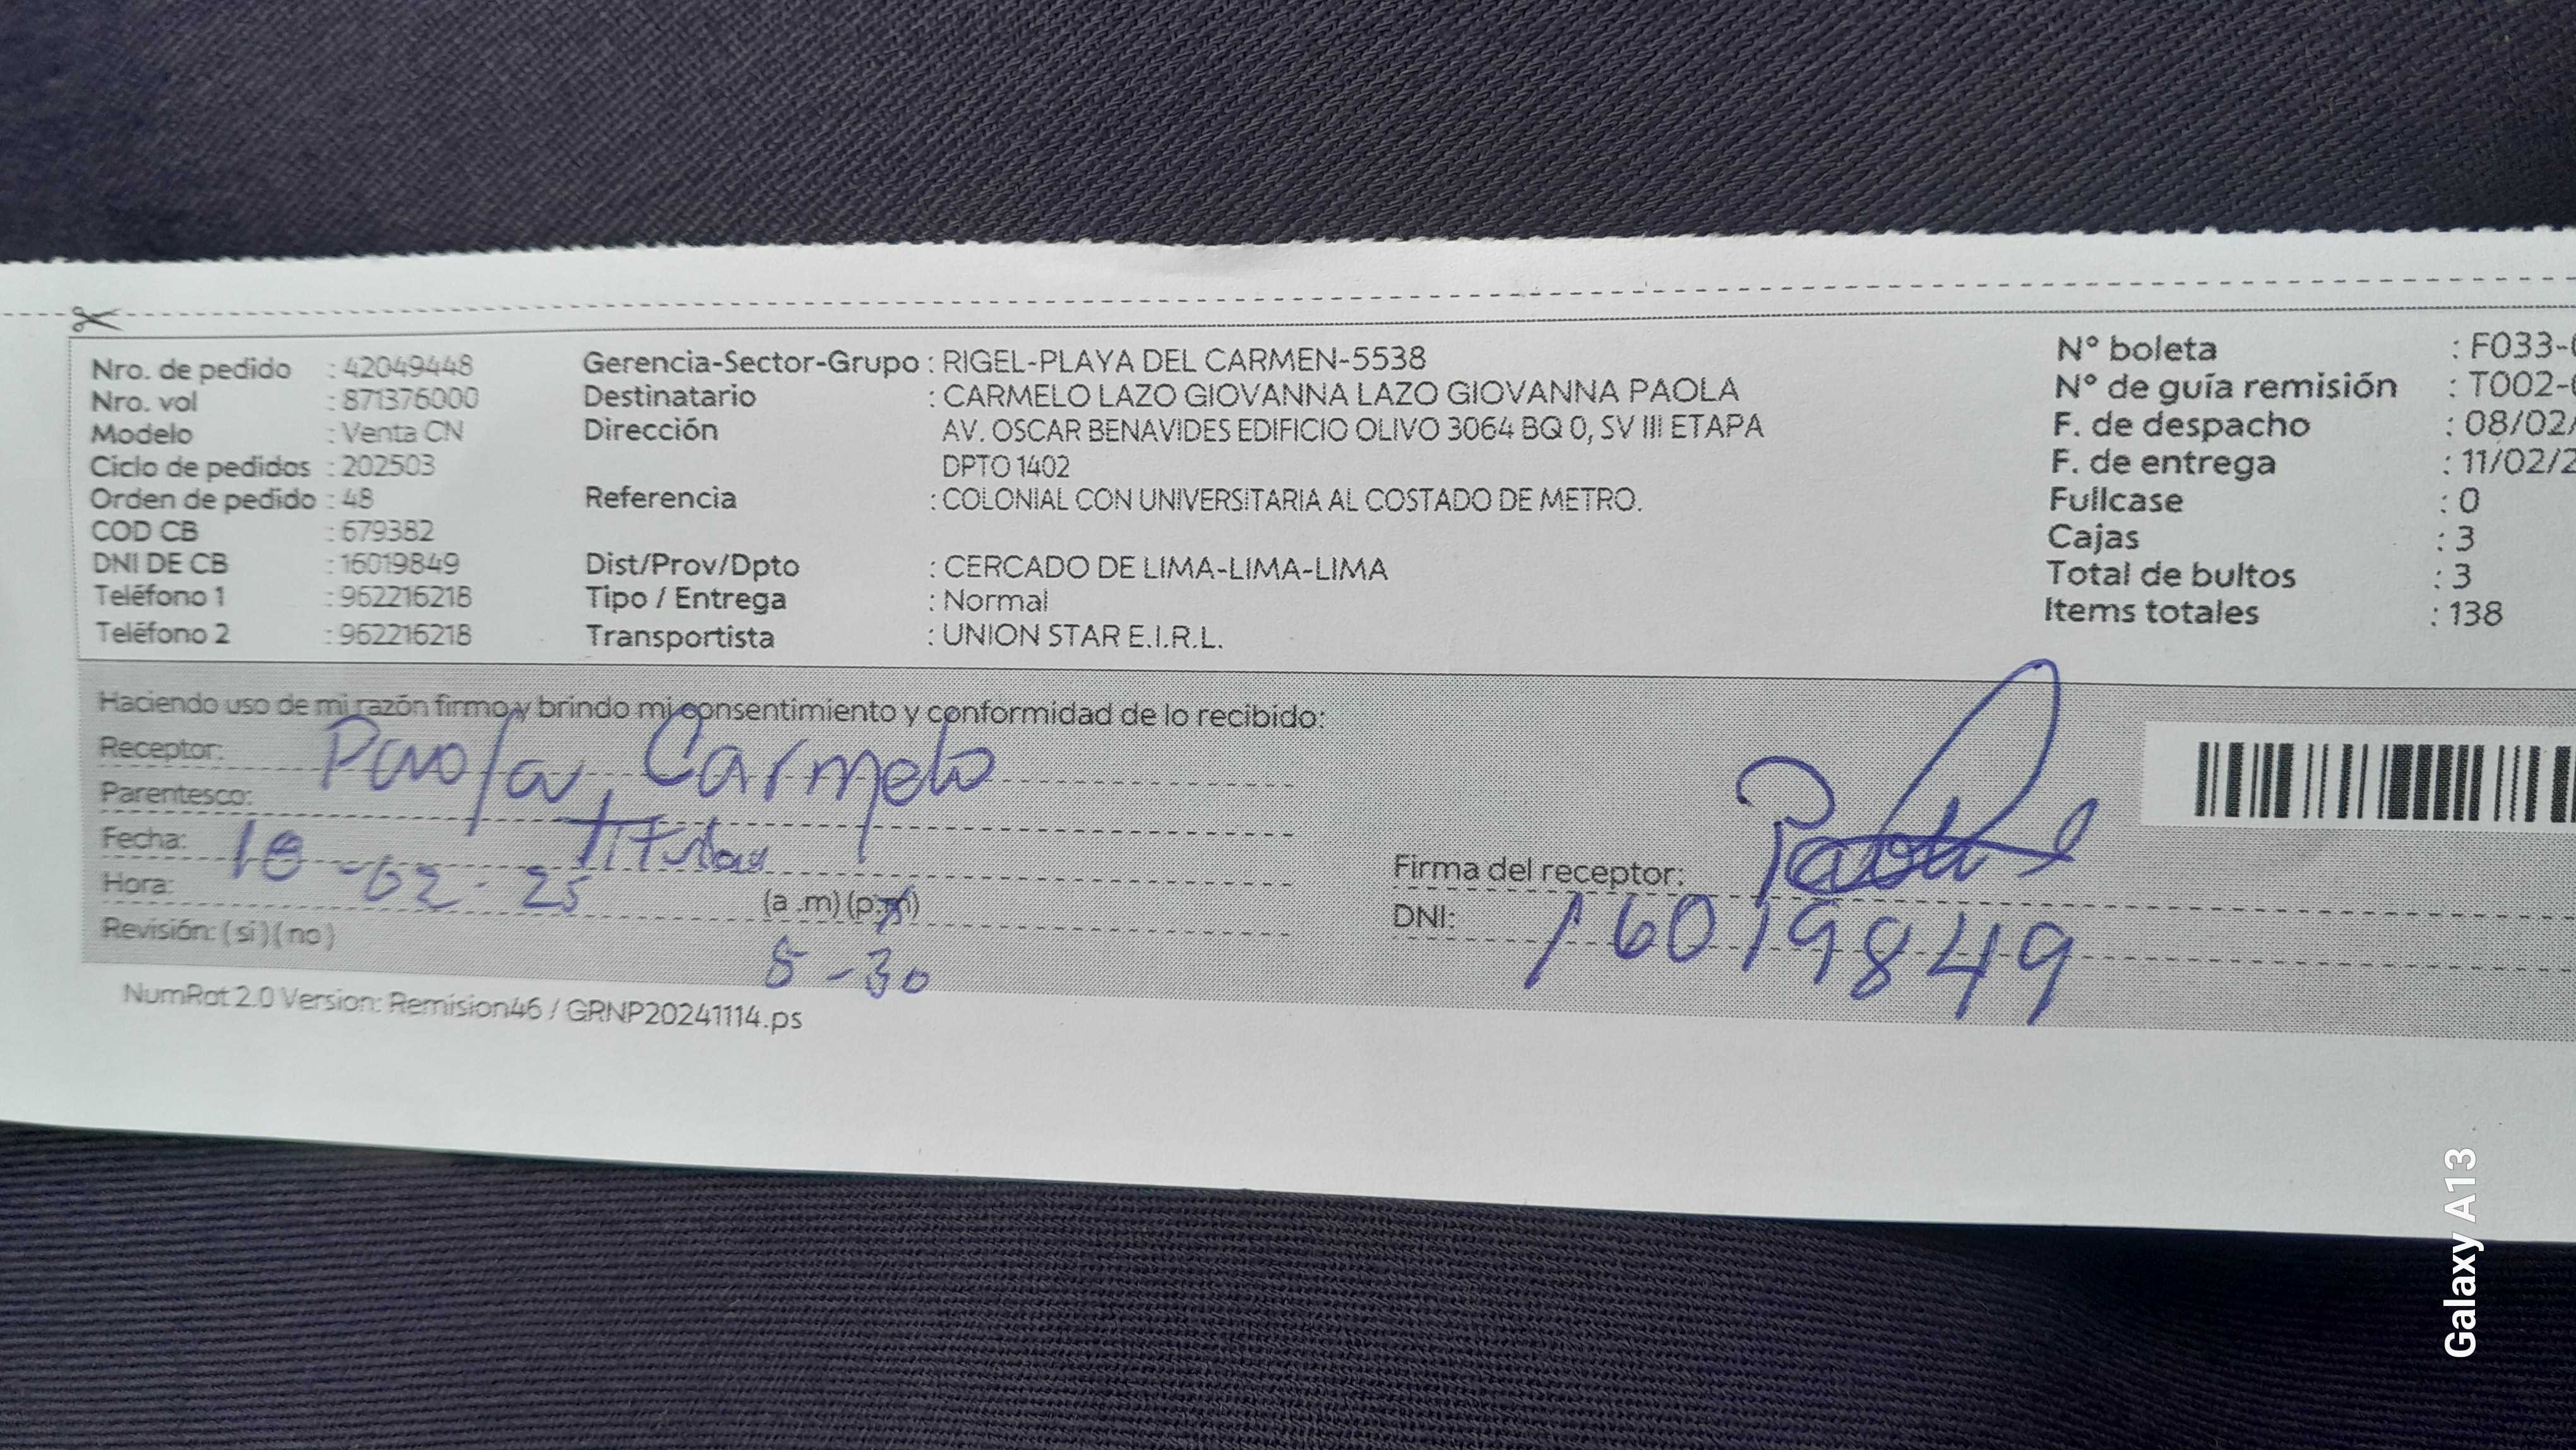 Nro. de pedido : 42049448
Nro. vol : 871376000
Modelo : Venta CN
Ciclo de pedidos : 202503
Orden de pedido : 48
COD CB : 679382
DNI DE CB : 16019849
Teléfono 1 : 962216218
Teléfono 2 : 962216218
Gerencia-Sector-Grupo : RIGEL-PLAYA DEL CARMEN-5538
Destinatario : CARMELO LAZO GIOVANNA LAZO GIOVANNA PAOLA
Dirección AV. OSCAR BENAVIDES EDIFICIO OLIVO 3064 BQ O, SV III ETAPA
DPTO 1402
Referencia : COLONIAL CON UNIVERSITARIA AL COSTADO DE METRO.
Dist/Prov/Dpto : CERCADO DE LIMA-LIMA-LIMA
Tipo / Entrega : Normal
Transportista : UNION STAR E.I.R.L.
N° boleta : F033-
N° de guía remisión : T002-
F. de despacho : 08/02/
F. de entrega : 11/02/2
Fullcase : 0
Cajas : 3
Total de bultos : 3
Items totales : 138
Haciendo uso de mi razón firmo y brindo mi consentimiento y conformidad de lo recibido:
Receptor: Paola Carmelo
Parentesco: Titular
Fecha: -02-25
Hora: (a .m) (p.m)
5-30
Revisión: ( si ) ( no )
Firma del receptor:
DNI: 16019849
NumRot 2.0 Version: Remision46 / GRNP20241114.ps
Galaxy A13